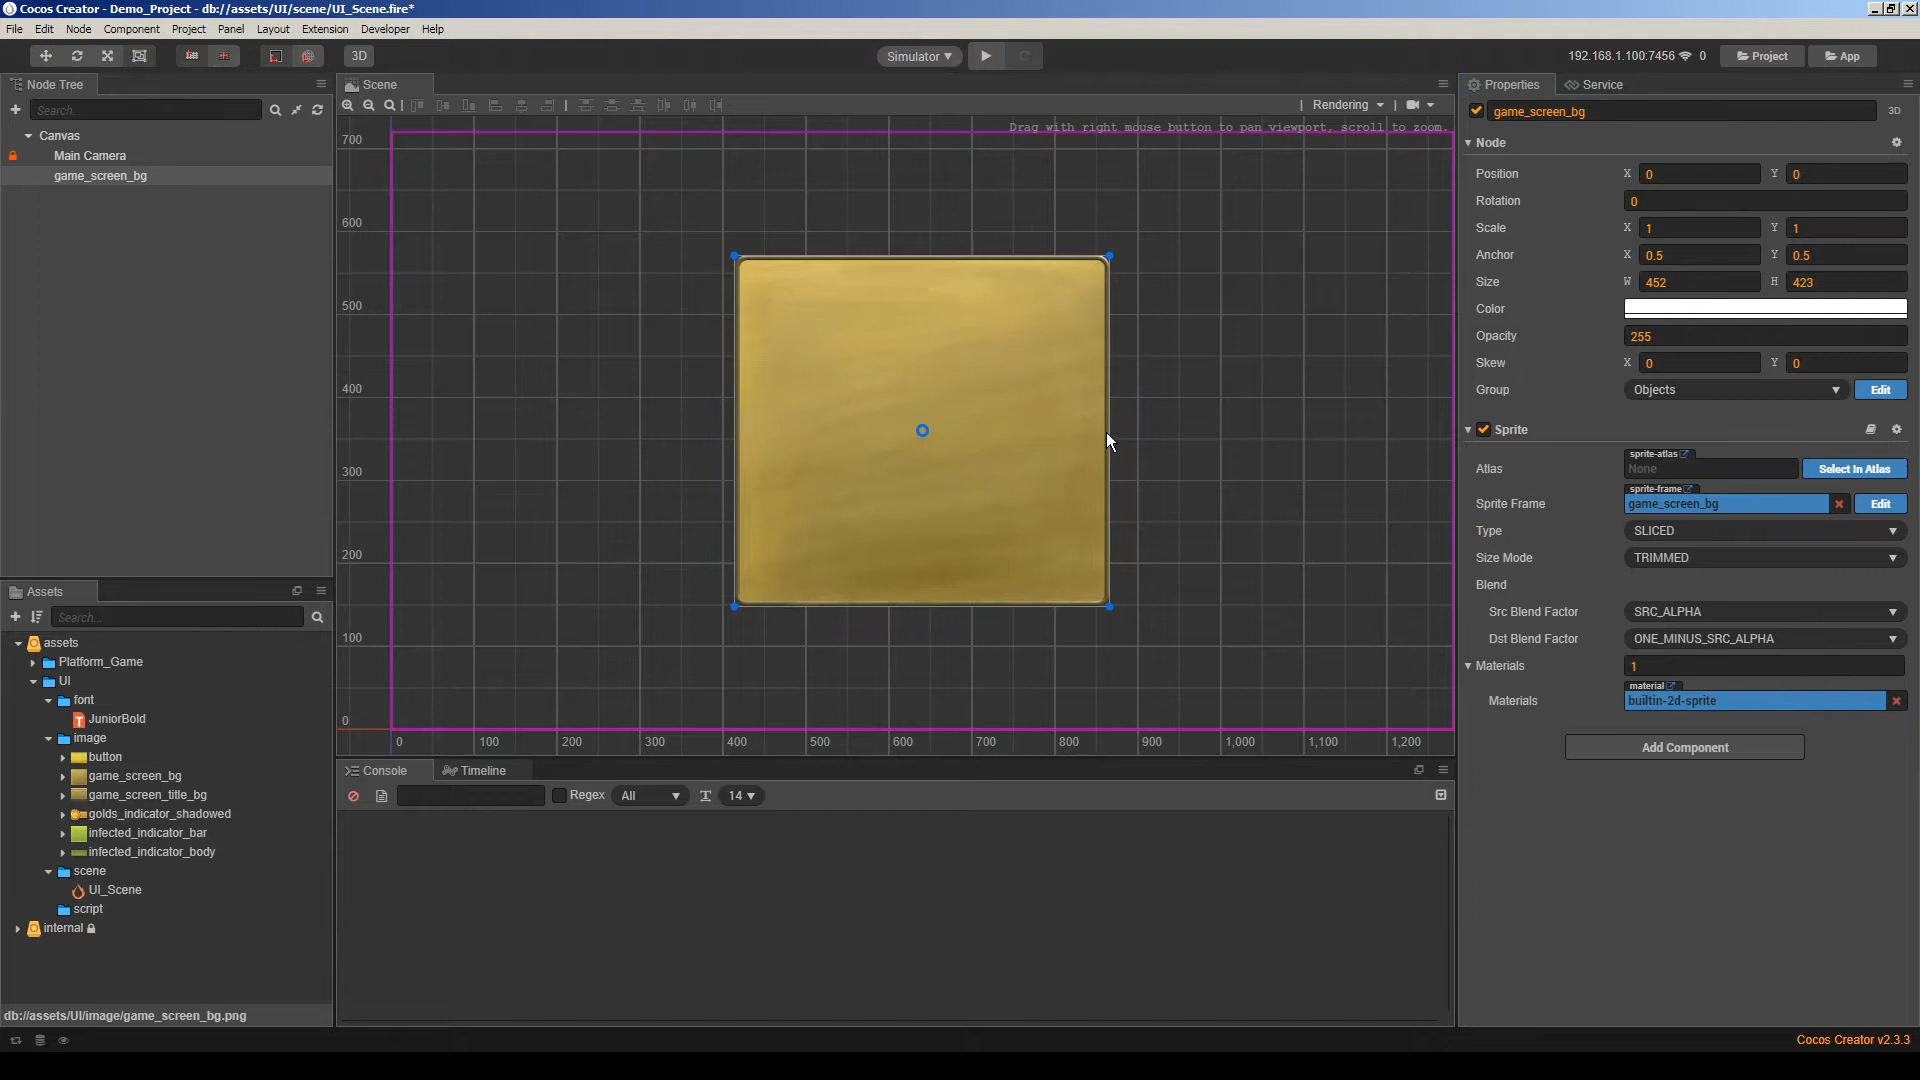 Cocos Creator - Demo_Project - db://assets/UI/scene/UI_Scene.fire*
File Edit Node Component Project Panel Layout Extension Developer Help
3D Simulator 192.168.1.100:7456 0 Project App
Node Tree
Search...
Canvas
Main Camera
game_screen_bg
Scene
Rendering
Drag with right mouse button to pan viewport, scroll to zoom.
700
600
500
400
300
200
100
0
0 100 200 300 400 500 600 700 800 900 1,000 1,100 1,200
Assets
Search...
assets
Platform_Game
UI
font
JuniorBold
image
button
game_screen_bg
game_screen_title_bg
golds_indicator_shadowed
infected_indicator_bar
infected_indicator_body
scene
UI_Scene
script
internal
db://assets/UI/image/game_screen_bg.png
Console Timeline
Regex All 14
Properties Service
game_screen_bg 3D
Node
Position X 0 Y 0
Rotation 0
Scale X 1 Y 1
Anchor X 0.5 Y 0.5
Size W 452 H 423
Color
Opacity 255
Skew X 0 Y 0
Group Objects Edit
Sprite
sprite-atlas
Atlas None Select In Atlas
sprite-frame
Sprite Frame game_screen_bg Edit
Type SLICED
Size Mode TRIMMED
Blend
Src Blend Factor SRC_ALPHA
Dst Blend Factor ONE_MINUS_SRC_ALPHA
Materials 1
material
Materials builtin-2d-sprite
Add Component
Cocos Creator v2.3.3